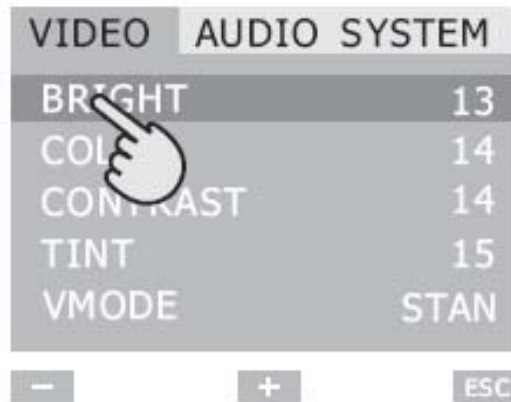 VIDEO AUDIO SYSTEM
BRIGHT 13
14
CONTRAST 14
TINT 15
VMODE STAN
− + ESC